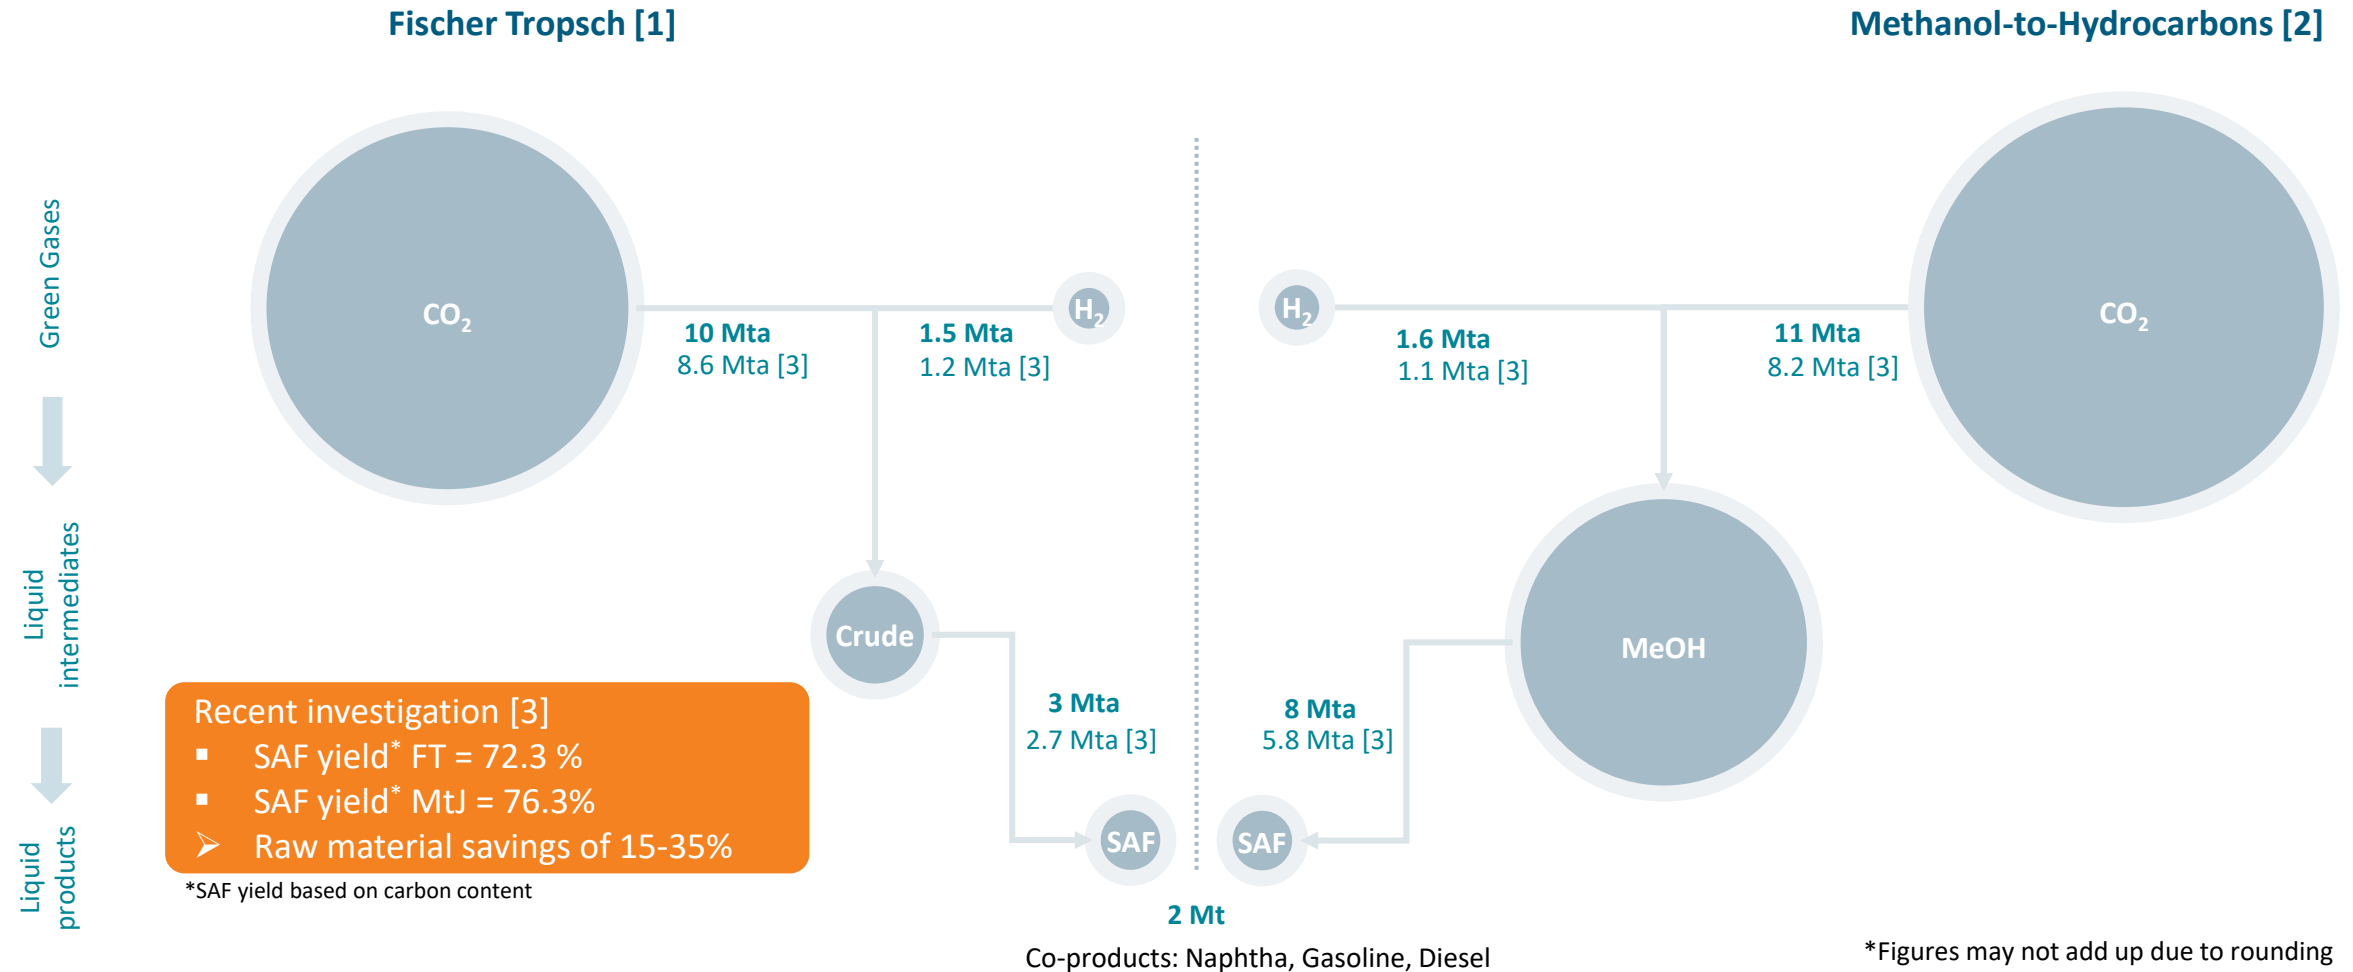 Fischer Tropsch [1]
Methanol-to-Hydrocarbons [2]
Green Gases
CO2
10 Mta
8.6 Mta [3]
1.5 Mta
1.2 Mta [3]
H2
H2
1.6 Mta
1.1 Mta [3]
11 Mta
8.2 Mta [3]
CO2
Liquid
intermediates
Crude
MeOH
3 Mta
2.7 Mta [3]
8 Mta
5.8 Mta [3]
Recent investigation [3]
▪ SAF yield* FT = 72.3 %
▪ SAF yield* MtJ = 76.3%
➢ Raw material savings of 15-35%
*SAF yield based on carbon content
Liquid
products
SAF
SAF
2 Mt
Co-products: Naphtha, Gasoline, Diesel
*Figures may not add up due to rounding